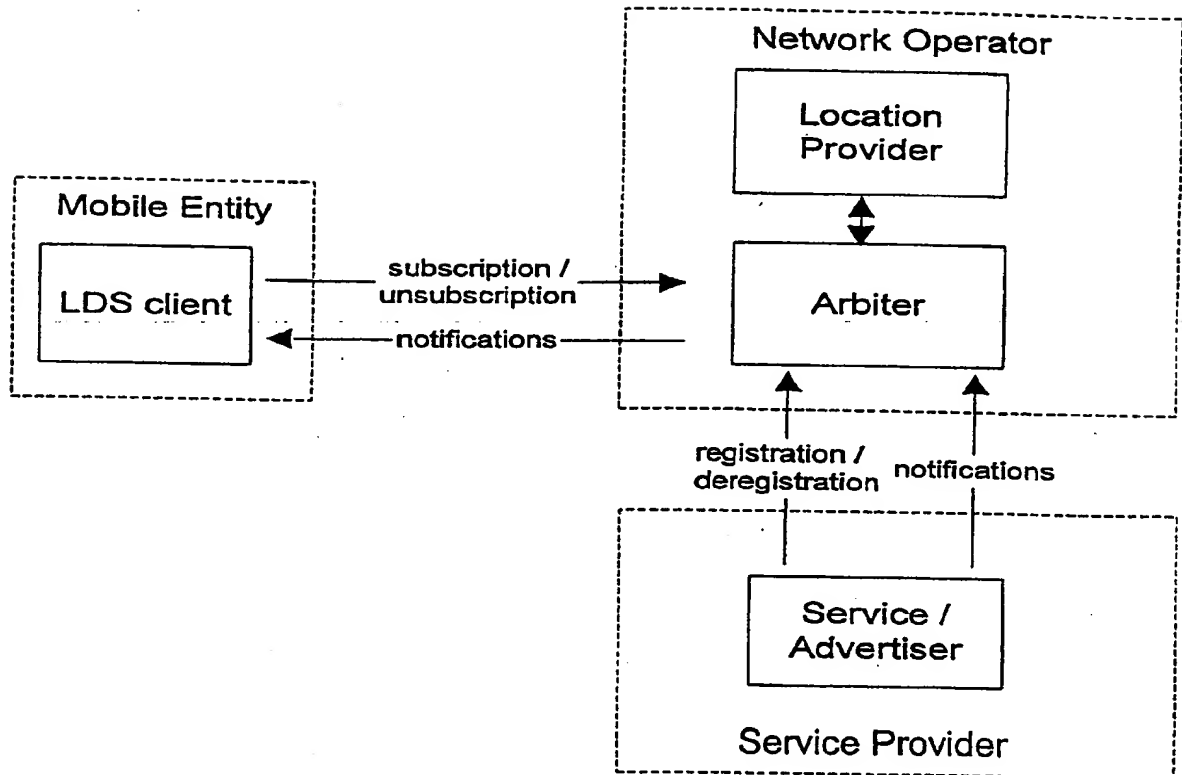 Network Operator
Location
Provider
Mobile Entity
LDS client
subscription /
unsubscription
notifications
Arbiter
registration /
deregistration
notifications
Service /
Advertiser
Service Provider